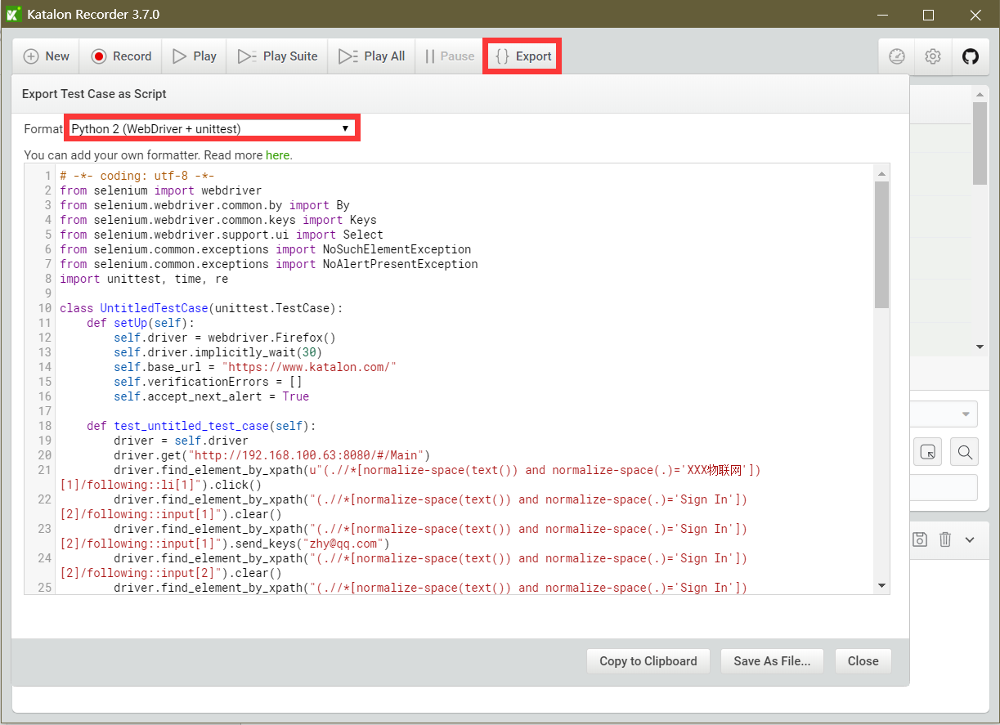 Katalon Recorder 3.7.0
New Record Play Play Suite Play All Pause { } Export
Export Test Case as Script
Format Python 2 (WebDriver + unittest)
You can add your own formatter. Read more here.
1 # -*- coding: utf-8 -*-
2 from selenium import webdriver
3 from selenium.webdriver.common.by import By
4 from selenium.webdriver.common.keys import Keys
5 from selenium.webdriver.support.ui import Select
6 from selenium.common.exceptions import NoSuchElementException
7 from selenium.common.exceptions import NoAlertPresentException
8 import unittest, time, re
9
10 class UntitledTestCase(unittest.TestCase):
11     def setUp(self):
12         self.driver = webdriver.Firefox()
13         self.driver.implicitly_wait(30)
14         self.base_url = "https://www.katalon.com/"
15         self.verificationErrors = []
16         self.accept_next_alert = True
17
18     def test_untitled_test_case(self):
19         driver = self.driver
20         driver.get("http://192.168.100.63:8080/#/Main")
21         driver.find_element_by_xpath(u"(.//*[normalize-space(text()) and normalize-space(.)='XXX物联网'])
[1]/following::li[1]").click()
22         driver.find_element_by_xpath("(.//*[normalize-space(text()) and normalize-space(.)='Sign In'])
[2]/following::input[1]").clear()
23         driver.find_element_by_xpath("(.//*[normalize-space(text()) and normalize-space(.)='Sign In'])
[2]/following::input[1]").send_keys("zhy@qq.com")
24         driver.find_element_by_xpath("(.//*[normalize-space(text()) and normalize-space(.)='Sign In'])
[2]/following::input[2]").clear()
25         driver.find_element_by_xpath("(.//*[normalize-space(text()) and normalize-space(.)='Sign In'])
Copy to Clipboard Save As File... Close